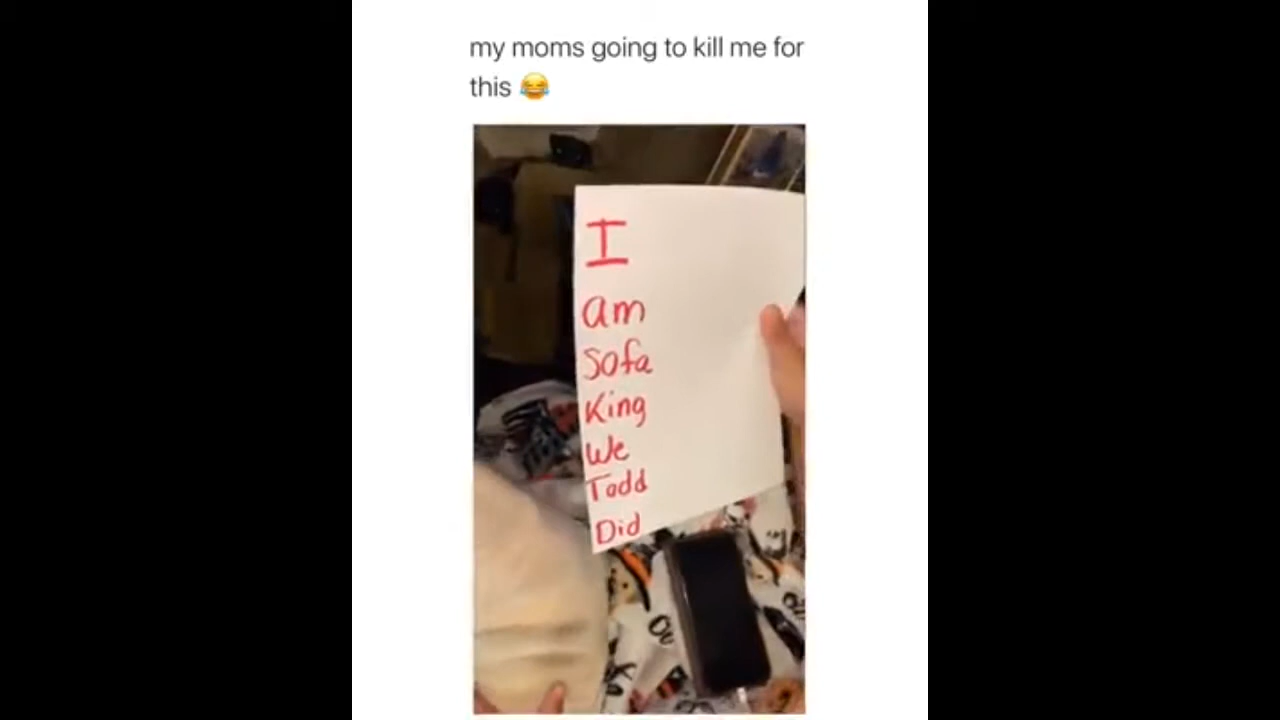 my moms going to kill me for
this 😂
I
am
Sofa
King
We
Todd
Did